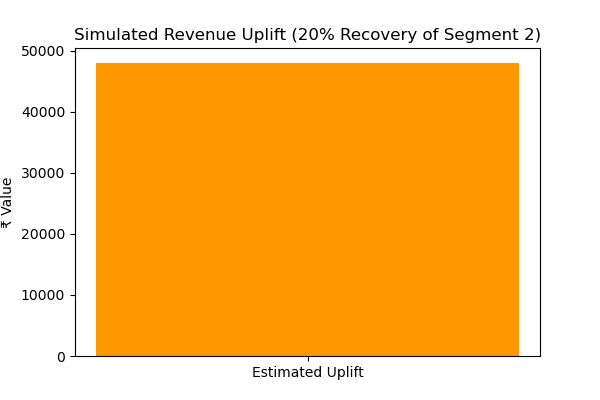 Simulated Revenue Uplift (20% Recovery of Segment 2)
₹ Value
50000
40000
30000
20000
10000
0
Estimated Uplift